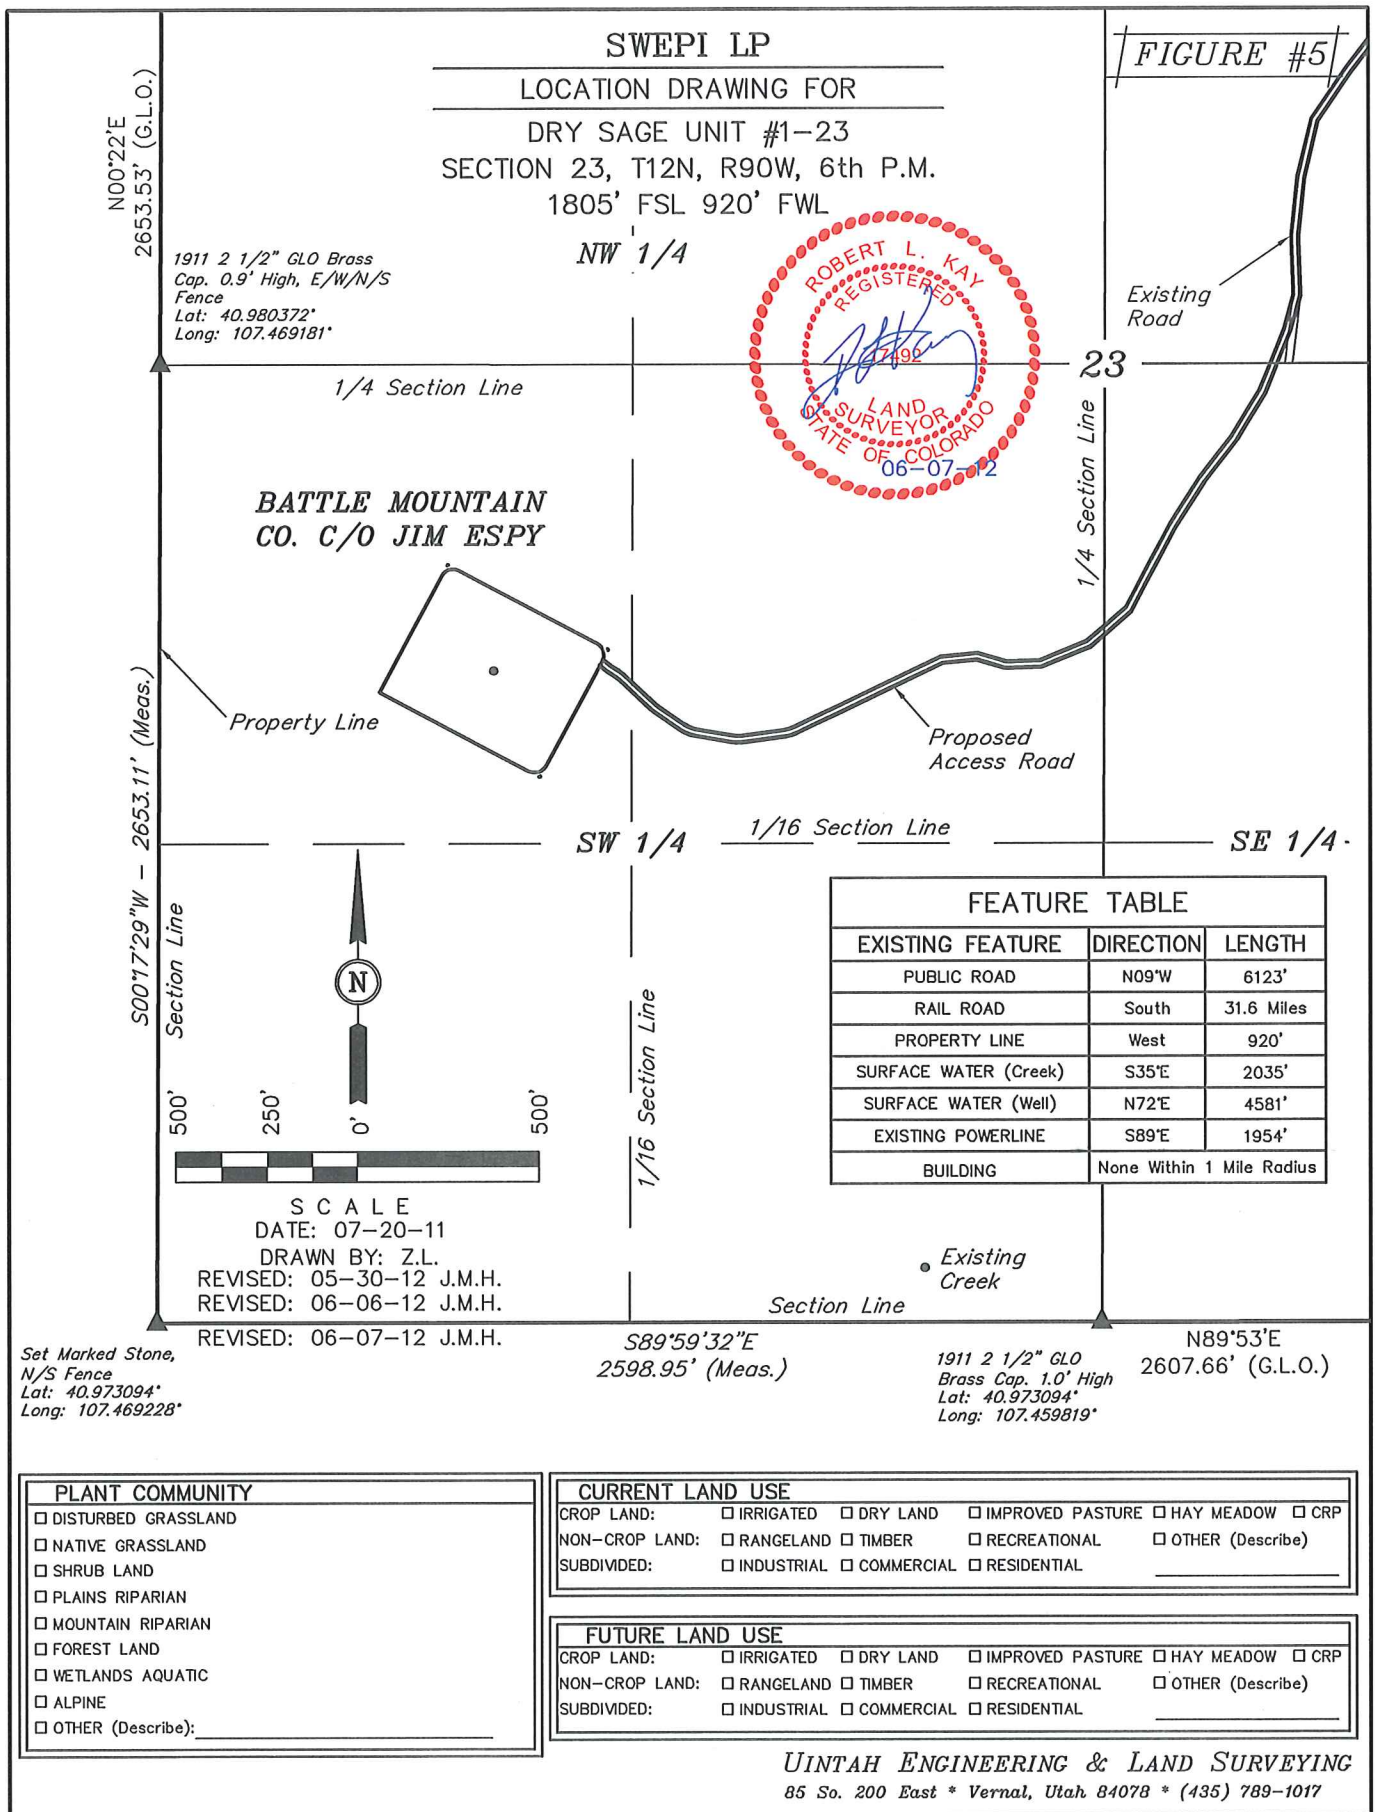 SWEPI LP
LOCATION DRAWING FOR
DRY SAGE UNIT #1-23
SECTION 23, T12N, R90W, 6th P.M.
1805' FSL 920' FWL
FIGURE #5
N00°22'E
2653.53' (G.L.O.)
1911 2 1/2" GLO Brass
Cap. 0.9' High, E/W/N/S
Fence
Lat: 40.980372°
Long: 107.469181°
NW 1/4
ROBERT L. KAY
REGISTERED
17492
LAND
SURVEYOR
STATE OF COLORADO
06-07-12
Existing
Road
23
1/4 Section Line
1/4 Section Line
BATTLE MOUNTAIN
CO. C/O JIM ESPY
Property Line
Proposed
Access Road
S00°17'29"W - 2653.11' (Meas.)
Section Line
SW 1/4
1/16 Section Line
SE 1/4
N
1/16 Section Line
FEATURE TABLE
EXISTING FEATURE DIRECTION LENGTH
PUBLIC ROAD N09°W 6123'
RAIL ROAD South 31.6 Miles
PROPERTY LINE West 920'
SURFACE WATER (Creek) S35°E 2035'
SURFACE WATER (Well) N72°E 4581'
EXISTING POWERLINE S89°E 1954'
BUILDING None Within 1 Mile Radius
500' 250' 0' 500'
SCALE
DATE: 07-20-11
DRAWN BY: Z.L.
REVISED: 05-30-12 J.M.H.
REVISED: 06-06-12 J.M.H.
REVISED: 06-07-12 J.M.H.
Existing
Creek
Section Line
Set Marked Stone,
N/S Fence
Lat: 40.973094°
Long: 107.469228°
S89°59'32"E
2598.95' (Meas.)
1911 2 1/2" GLO
Brass Cap. 1.0' High
Lat: 40.973094°
Long: 107.459819°
N89°53'E
2607.66' (G.L.O.)
PLANT COMMUNITY
☐ DISTURBED GRASSLAND
☐ NATIVE GRASSLAND
☐ SHRUB LAND
☐ PLAINS RIPARIAN
☐ MOUNTAIN RIPARIAN
☐ FOREST LAND
☐ WETLANDS AQUATIC
☐ ALPINE
☐ OTHER (Describe):
CURRENT LAND USE
CROP LAND: ☐ IRRIGATED ☐ DRY LAND ☐ IMPROVED PASTURE ☐ HAY MEADOW ☐ CRP
NON-CROP LAND: ☐ RANGELAND ☐ TIMBER ☐ RECREATIONAL ☐ OTHER (Describe)
SUBDIVIDED: ☐ INDUSTRIAL ☐ COMMERCIAL ☐ RESIDENTIAL
FUTURE LAND USE
CROP LAND: ☐ IRRIGATED ☐ DRY LAND ☐ IMPROVED PASTURE ☐ HAY MEADOW ☐ CRP
NON-CROP LAND: ☐ RANGELAND ☐ TIMBER ☐ RECREATIONAL ☐ OTHER (Describe)
SUBDIVIDED: ☐ INDUSTRIAL ☐ COMMERCIAL ☐ RESIDENTIAL
UINTAH ENGINEERING & LAND SURVEYING
85 So. 200 East * Vernal, Utah 84078 * (435) 789-1017